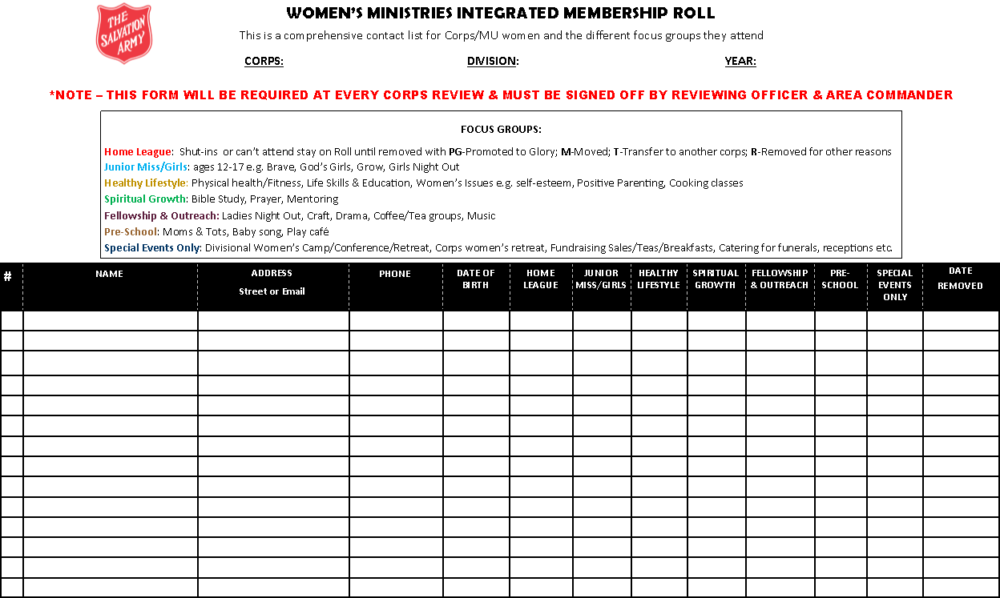 THE
SALVATION
ARMY
WOMEN’S MINISTRIES INTEGRATED MEMBERSHIP ROLL
This is a comprehensive contact list for Corps/MU women and the different focus groups they attend
CORPS: DIVISION: YEAR:
*NOTE – THIS FORM WILL BE REQUIRED AT EVERY CORPS REVIEW & MUST BE SIGNED OFF BY REVIEWING OFFICER & AREA COMMANDER
FOCUS GROUPS:
Home League: Shut-ins or can’t attend stay on Roll until removed with PG-Promoted to Glory; M-Moved; T-Transfer to another corps; R-Removed for other reasons
Junior Miss/Girls: ages 12-17 e.g. Brave, God’s Girls, Grow, Girls Night Out
Healthy Lifestyle: Physical health/Fitness, Life Skills & Education, Women’s Issues e.g. self-esteem, Positive Parenting, Cooking classes
Spiritual Growth: Bible Study, Prayer, Mentoring
Fellowship & Outreach: Ladies Night Out, Craft, Drama, Coffee/Tea groups, Music
Pre-School: Moms & Tots, Baby song, Play café
Special Events Only: Divisional Women’s Camp/Conference/Retreat, Corps women’s retreat, Fundraising Sales/Teas/Breakfasts, Catering for funerals, receptions etc.
#
NAME
ADDRESS
Street or Email
PHONE
DATE OF
BIRTH
HOME
LEAGUE
JUNIOR
MISS/GIRLS
HEALTHY
LIFESTYLE
SPIRITUAL
GROWTH
FELLOWSHIP
& OUTREACH
PRE-
SCHOOL
SPECIAL
EVENTS
ONLY
DATE
REMOVED